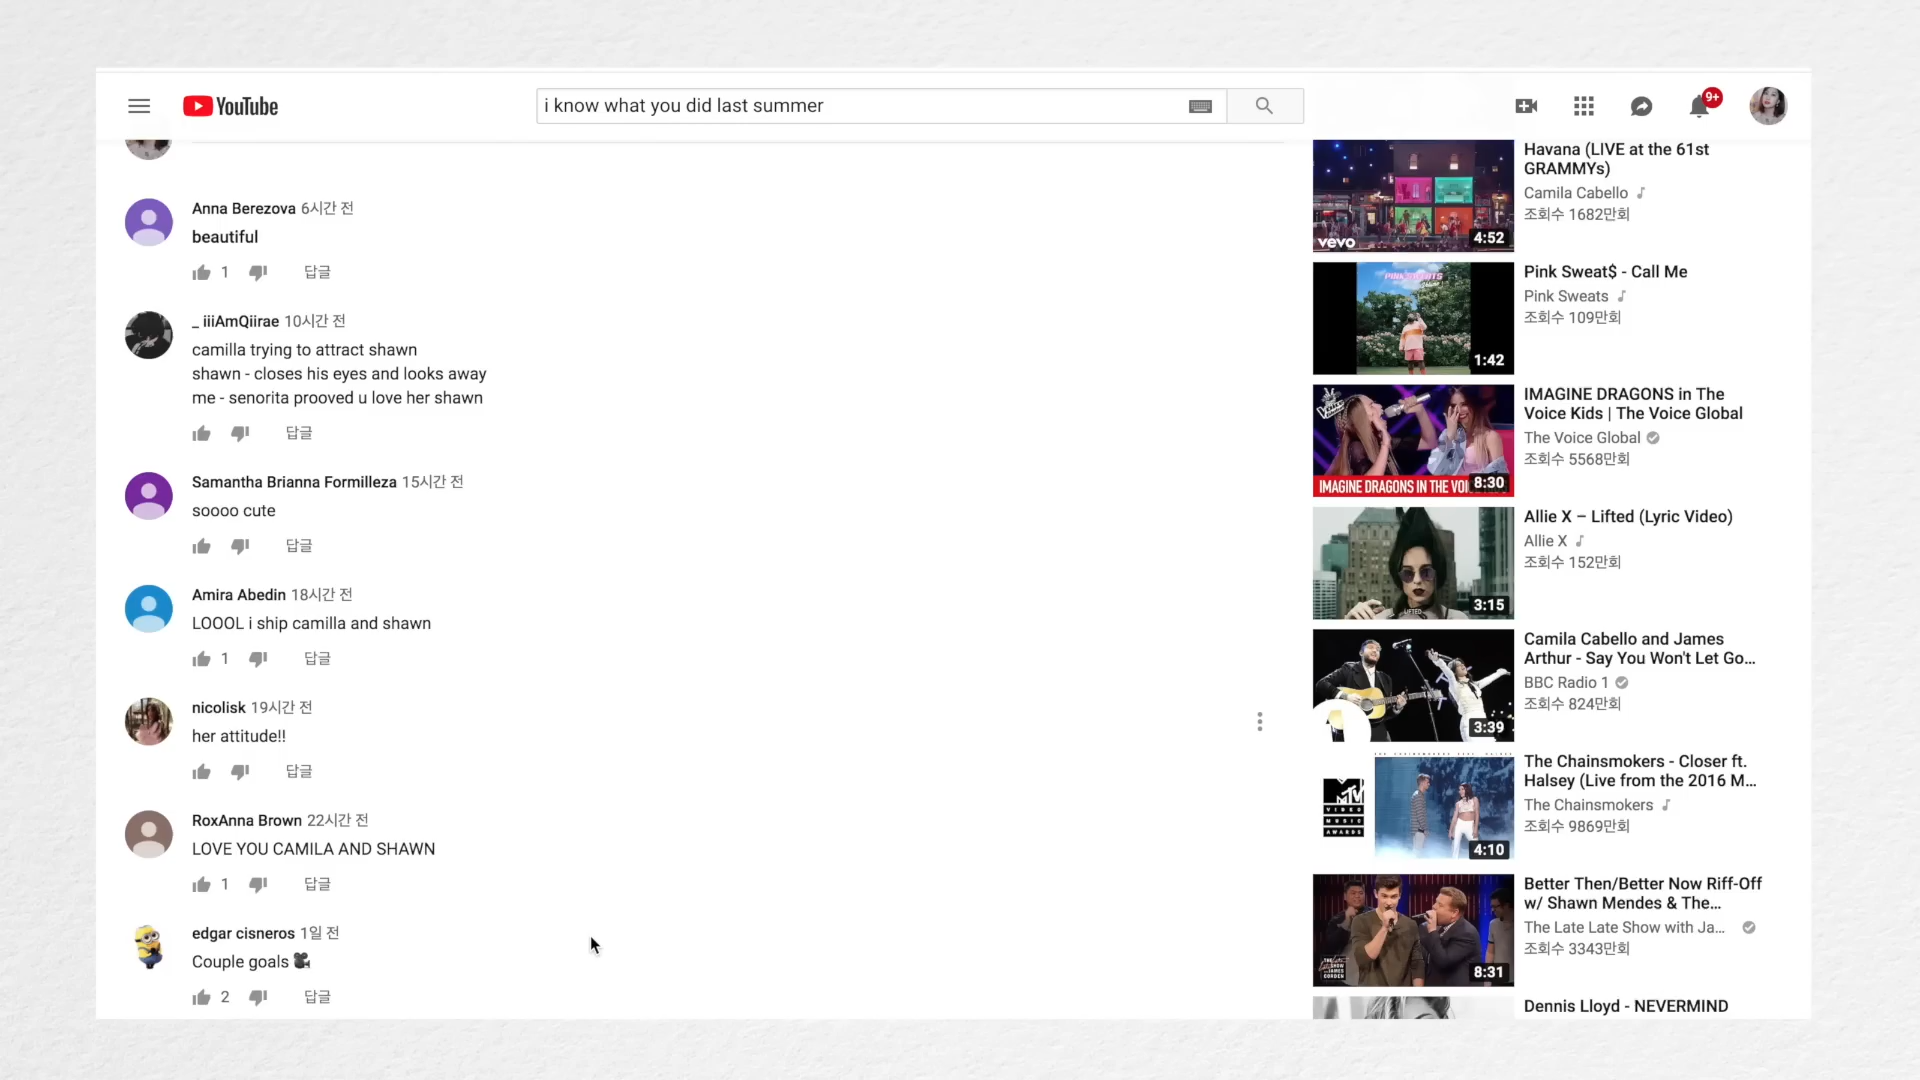 YouTube
i know what you did last summer
9+
Anna Berezova 6시간 전
beautiful
1 답글
_ iiiAmQiirae 10시간 전
camilla trying to attract shawn
shawn - closes his eyes and looks away
me - senorita prooved u love her shawn
답글
Samantha Brianna Formilleza 15시간 전
soooo cute
답글
Amira Abedin 18시간 전
LOOOL i ship camilla and shawn
1 답글
nicolisk 19시간 전
her attitude!!
답글
RoxAnna Brown 22시간 전
LOVE YOU CAMILA AND SHAWN
1 답글
edgar cisneros 1일 전
Couple goals 🎥
2 답글
vevo
4:52
Havana (LIVE at the 61st
GRAMMYs)
Camila Cabello
조회수 1682만회
1:42
Pink Sweat$ - Call Me
Pink Sweats
조회수 109만회
IMAGINE DRAGONS IN THE VOI
8:30
IMAGINE DRAGONS in The
Voice Kids | The Voice Global
The Voice Global
조회수 5568만회
LIFTED
3:15
Allie X – Lifted (Lyric Video)
Allie X
조회수 152만회
3:39
Camila Cabello and James
Arthur - Say You Won't Let Go...
BBC Radio 1
조회수 824만회
MTV
VIDEO
MUSIC
AWARDS
4:10
The Chainsmokers - Closer ft.
Halsey (Live from the 2016 M...
The Chainsmokers
조회수 9869만회
8:31
Better Then/Better Now Riff-Off
w/ Shawn Mendes & The...
The Late Late Show with Ja...
조회수 3343만회
Dennis Lloyd - NEVERMIND